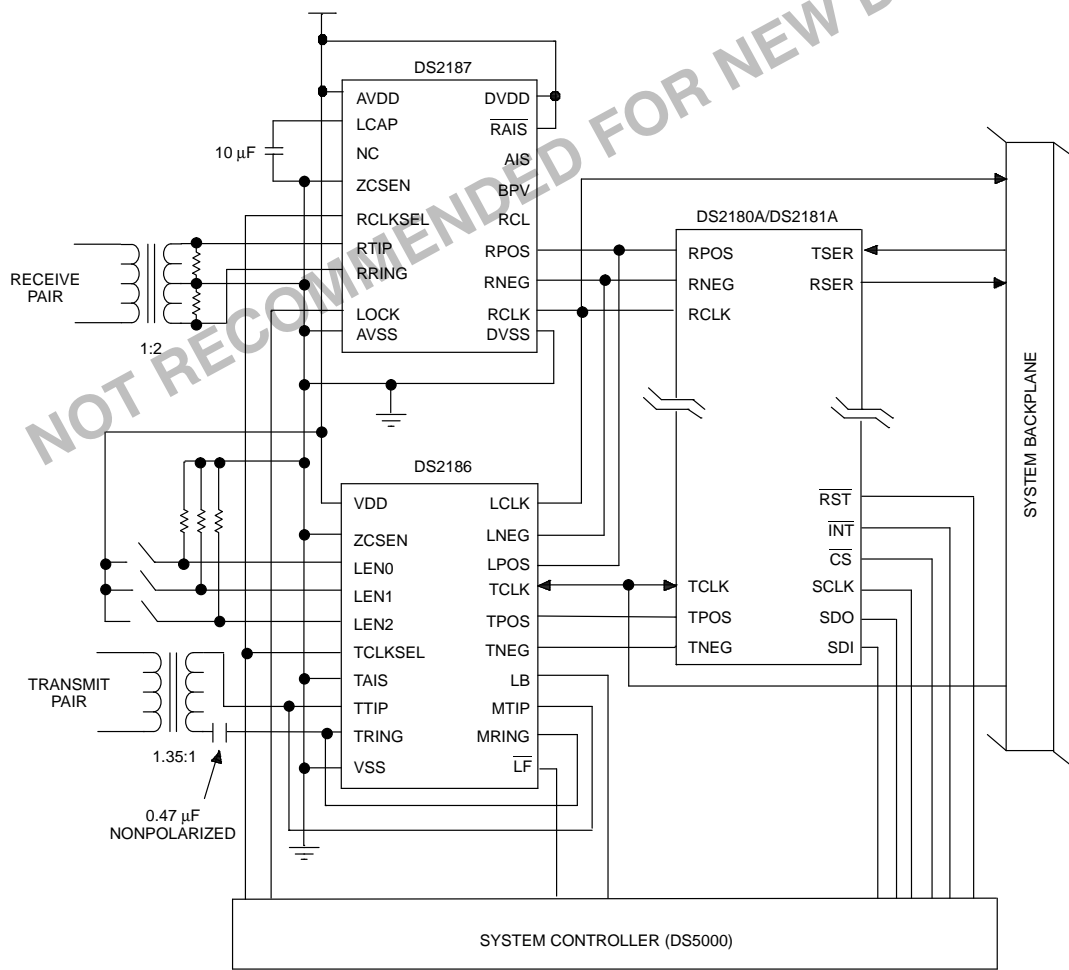 NOT RECOMMENDED FOR NEW D
DS2187
AVDD
LCAP
NC
ZCSEN
RCLKSEL
RTIP
RRING
LOCK
AVSS
DVDD
RAIS
AIS
BPV
RCL
RPOS
RNEG
RCLK
DVSS
10 µF
RECEIVE
PAIR
1:2
DS2180A/DS2181A
RPOS
RNEG
RCLK
TSER
RSER
TCLK
TPOS
TNEG
RST
INT
CS
SCLK
SDO
SDI
SYSTEM BACKPLANE
DS2186
VDD
ZCSEN
LEN0
LEN1
LEN2
TCLKSEL
TAIS
TTIP
TRING
VSS
LCLK
LNEG
LPOS
TCLK
TPOS
TNEG
LB
MTIP
MRING
LF
TRANSMIT
PAIR
1.35:1
0.47 µF
NONPOLARIZED
SYSTEM CONTROLLER (DS5000)